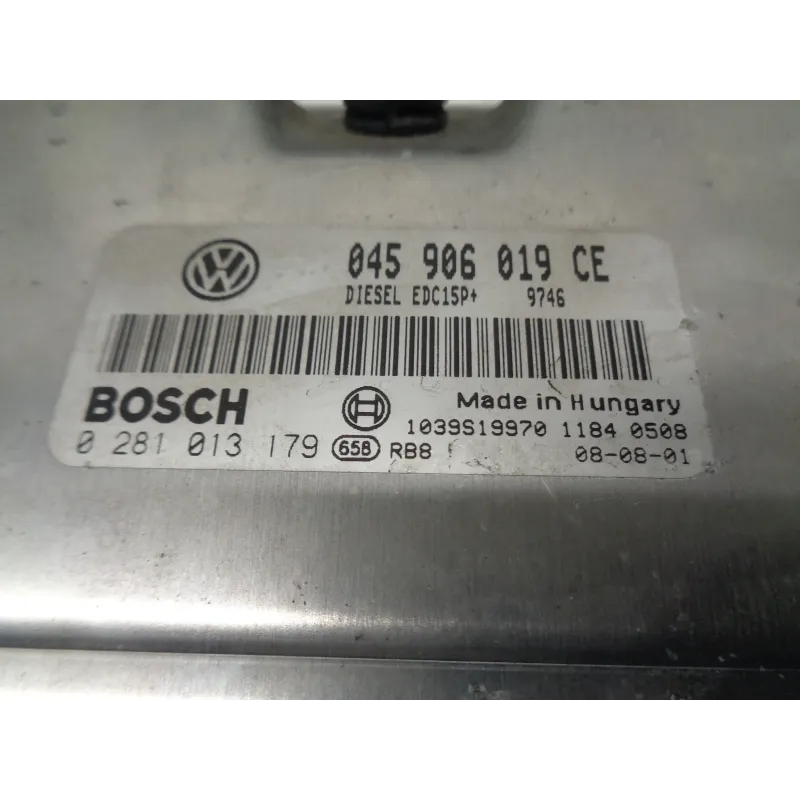 045 906 019 CE
DIESEL EDC15P+ 9746
BOSCH Made in Hungary
1039S19970 1184 0508
0 281 013 179 658 RB8 08-08-01